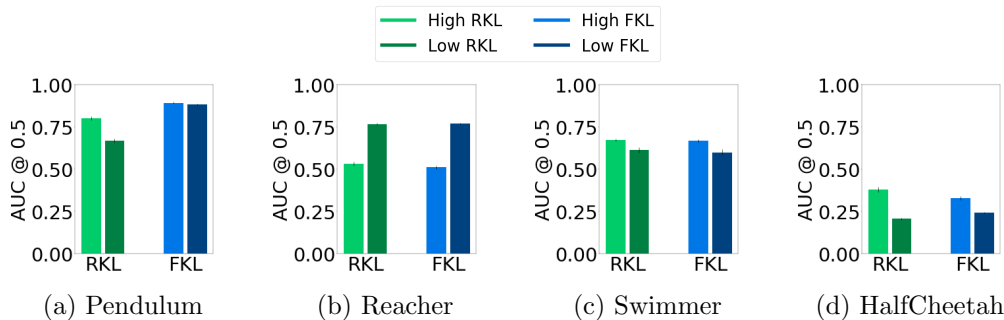 High RKL
High FKL
Low RKL
Low FKL
AUC @ 0.5
1.00
0.75
0.50
0.25
0.00
RKL
FKL
(a) Pendulum
AUC @ 0.5
1.00
0.75
0.50
0.25
0.00
RKL
FKL
(b) Reacher
AUC @ 0.5
1.00
0.75
0.50
0.25
0.00
RKL
FKL
(c) Swimmer
AUC @ 0.5
1.00
0.75
0.50
0.25
0.00
RKL
FKL
(d) HalfCheetah